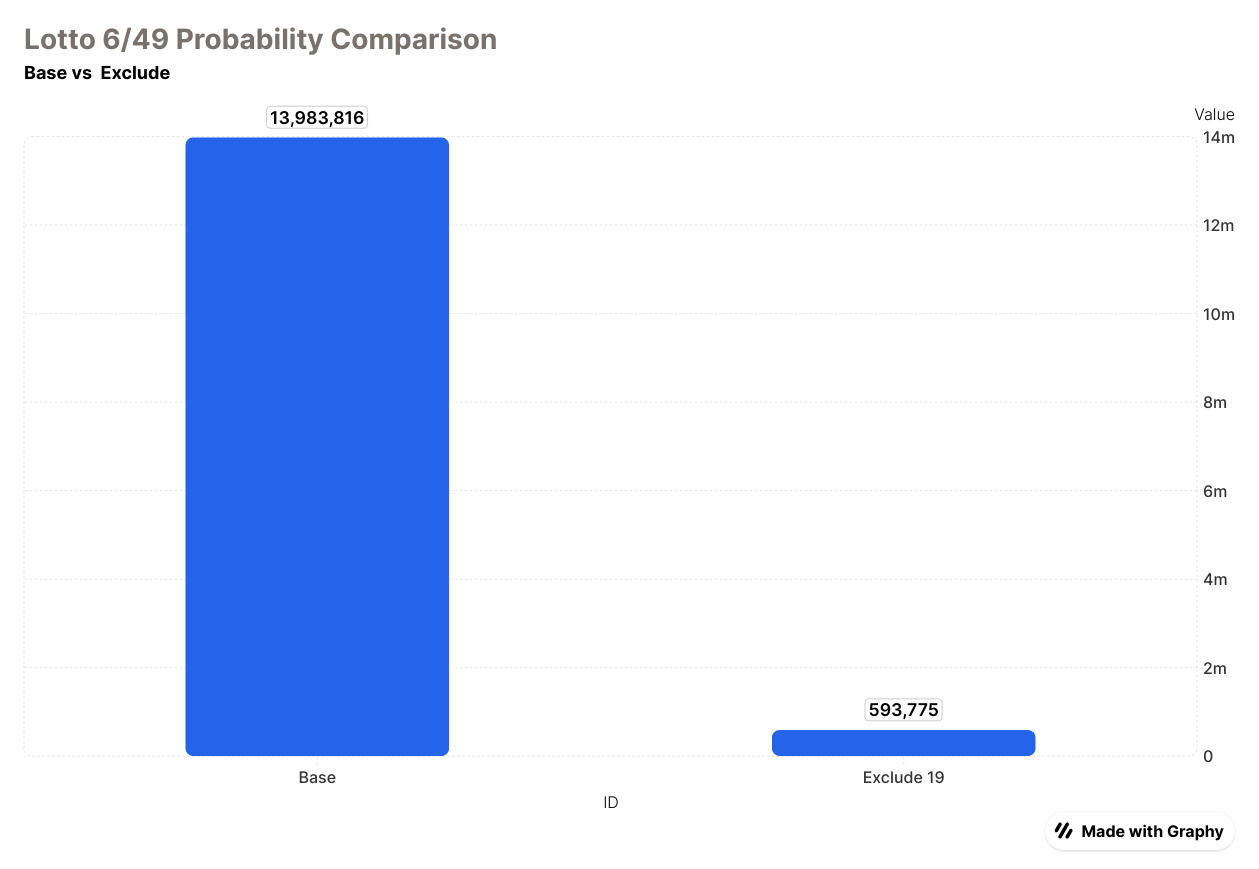 Lotto 6/49 Probability Comparison
Base vs  Exclude
13,983,816
Value
14m
12m
10m
8m
6m
4m
2m
593,775
0
Base
Exclude 19
ID
Made with Graphy